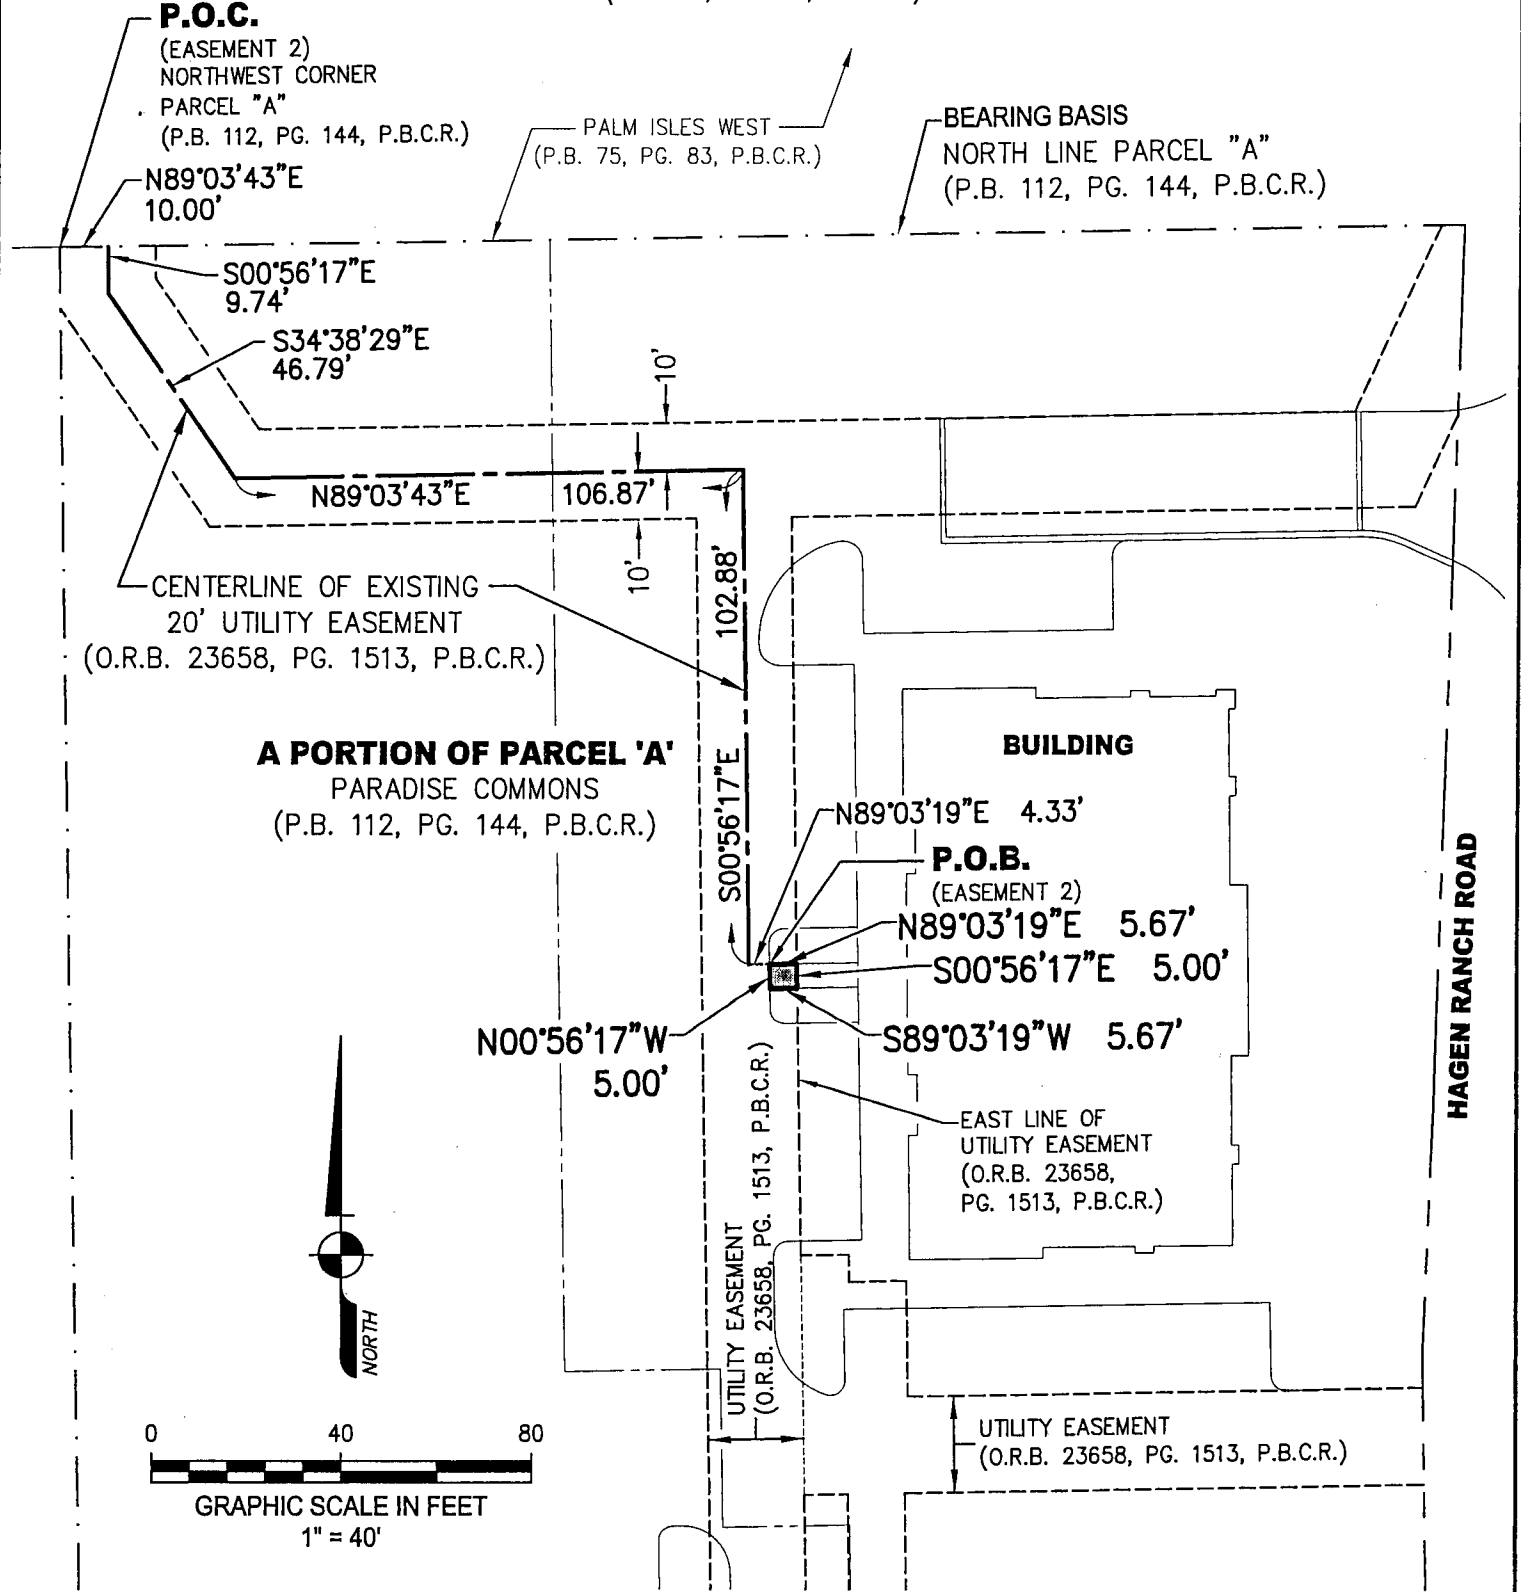 P.O.C.
(EASEMENT 2)
NORTHWEST CORNER
PARCEL "A"
(P.B. 112, PG. 144, P.B.C.R.)
N89°03'43"E
10.00'
PALM ISLES WEST
(P.B. 75, PG. 83, P.B.C.R.)
BEARING BASIS
NORTH LINE PARCEL "A"
(P.B. 112, PG. 144, P.B.C.R.)
S00°56'17"E
9.74'
S34°38'29"E
46.79'
10'
N89°03'43"E 106.87'
10'
102.88'
S00°56'17"E
CENTERLINE OF EXISTING
20' UTILITY EASEMENT
(O.R.B. 23658, PG. 1513, P.B.C.R.)
A PORTION OF PARCEL 'A'
PARADISE COMMONS
(P.B. 112, PG. 144, P.B.C.R.)
BUILDING
N89°03'19"E 4.33'
P.O.B.
(EASEMENT 2)
N89°03'19"E 5.67'
S00°56'17"E 5.00'
S89°03'19"W 5.67'
N00°56'17"W
5.00'
HAGEN RANCH ROAD
EAST LINE OF
UTILITY EASEMENT
(O.R.B. 23658,
PG. 1513, P.B.C.R.)
UTILITY EASEMENT
(O.R.B. 23658, PG. 1513, P.B.C.R.)
NORTH
UTILITY EASEMENT
(O.R.B. 23658, PG. 1513, P.B.C.R.)
0 40 80
GRAPHIC SCALE IN FEET
1" = 40'